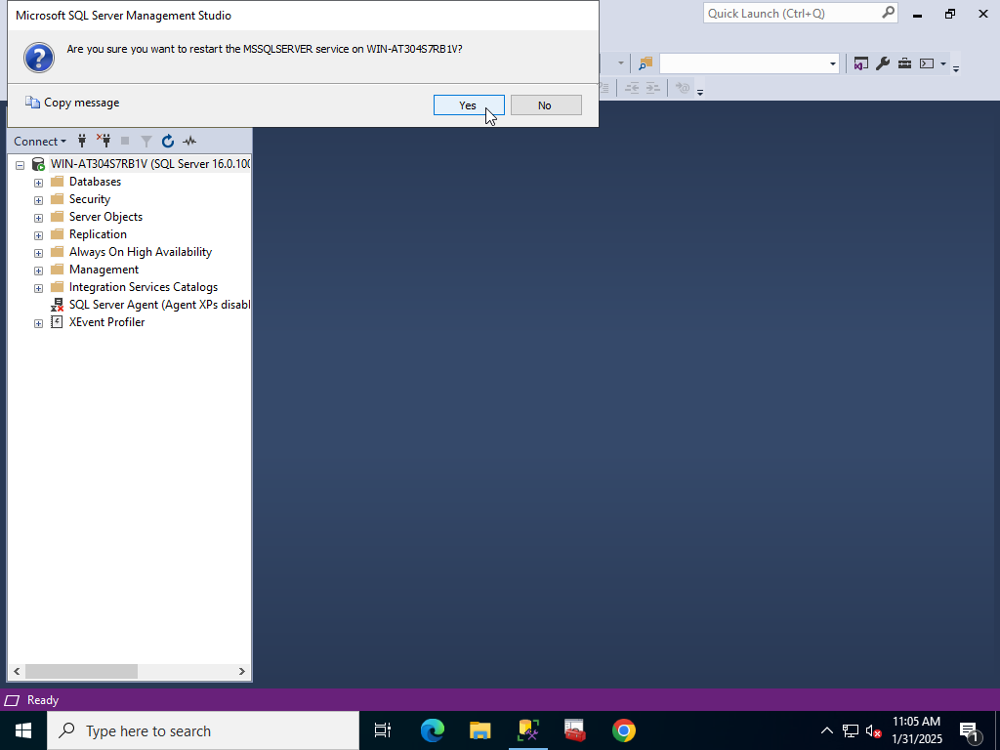 Microsoft SQL Server Management Studio
Quick Launch (Ctrl+Q)
Are you sure you want to restart the MSSQLSERVER service on WIN-AT304S7RB1V?
Copy message
Yes
No
Connect
WIN-AT304S7RB1V (SQL Server 16.0.100
Databases
Security
Server Objects
Replication
Always On High Availability
Management
Integration Services Catalogs
SQL Server Agent (Agent XPs disabl
XEvent Profiler
Ready
Type here to search
11:05 AM
1/31/2025
1